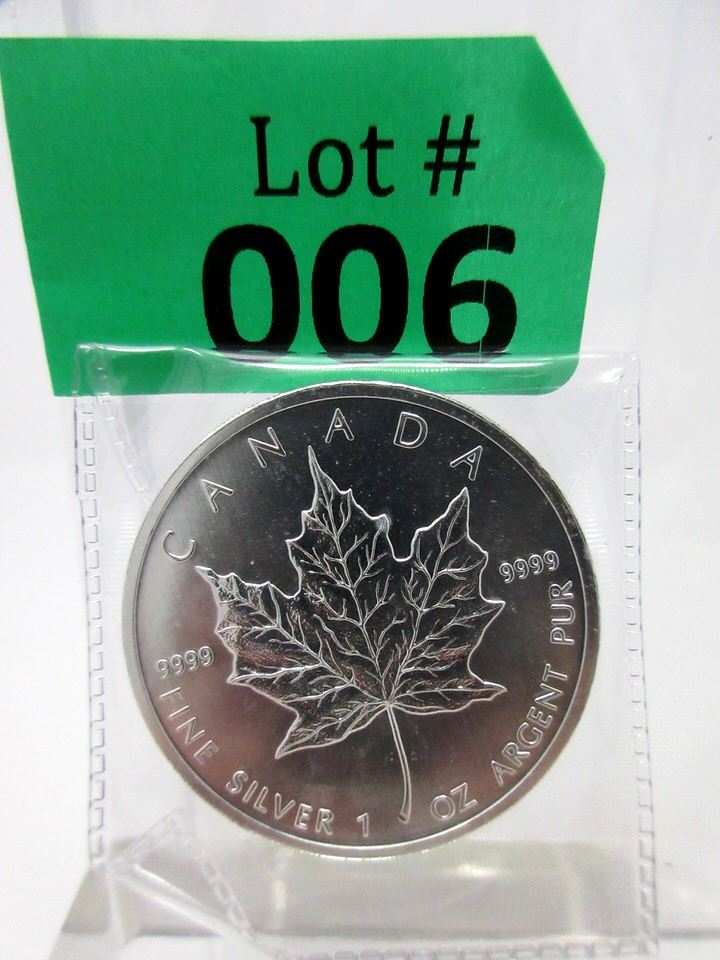 Lot #
006
CANADA
9999
9999
FINE SILVER 1 OZ ARGENT PUR